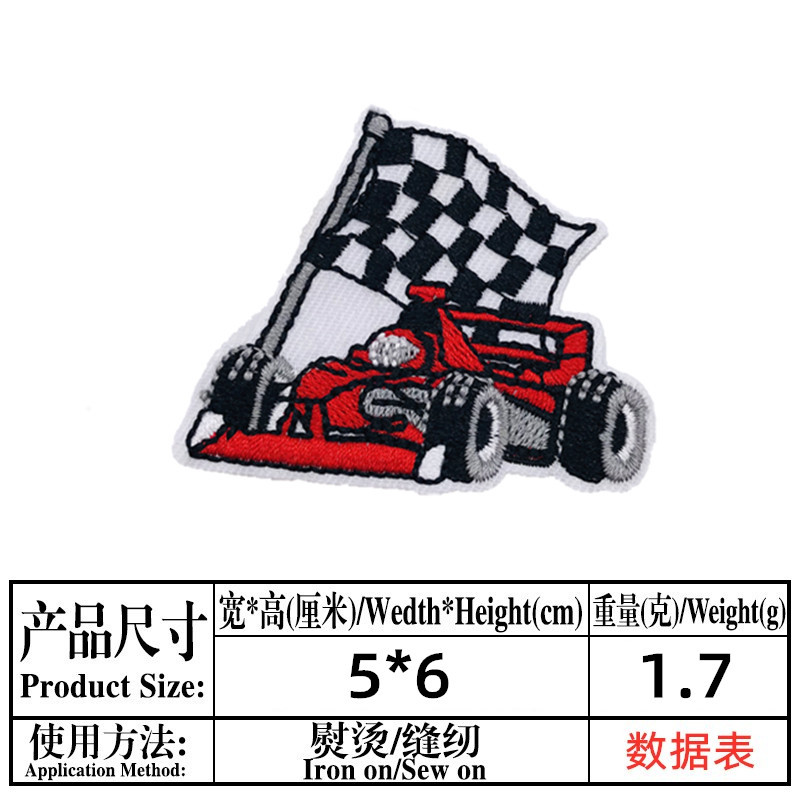 产品尺寸
Product Size:
宽*高(厘米)/Wedth*Height(cm)
重量(克)/Weight(g)
5*6
1.7
使用方法:
Application Method:
熨烫/缝纫
Iron on/Sew on
数据表